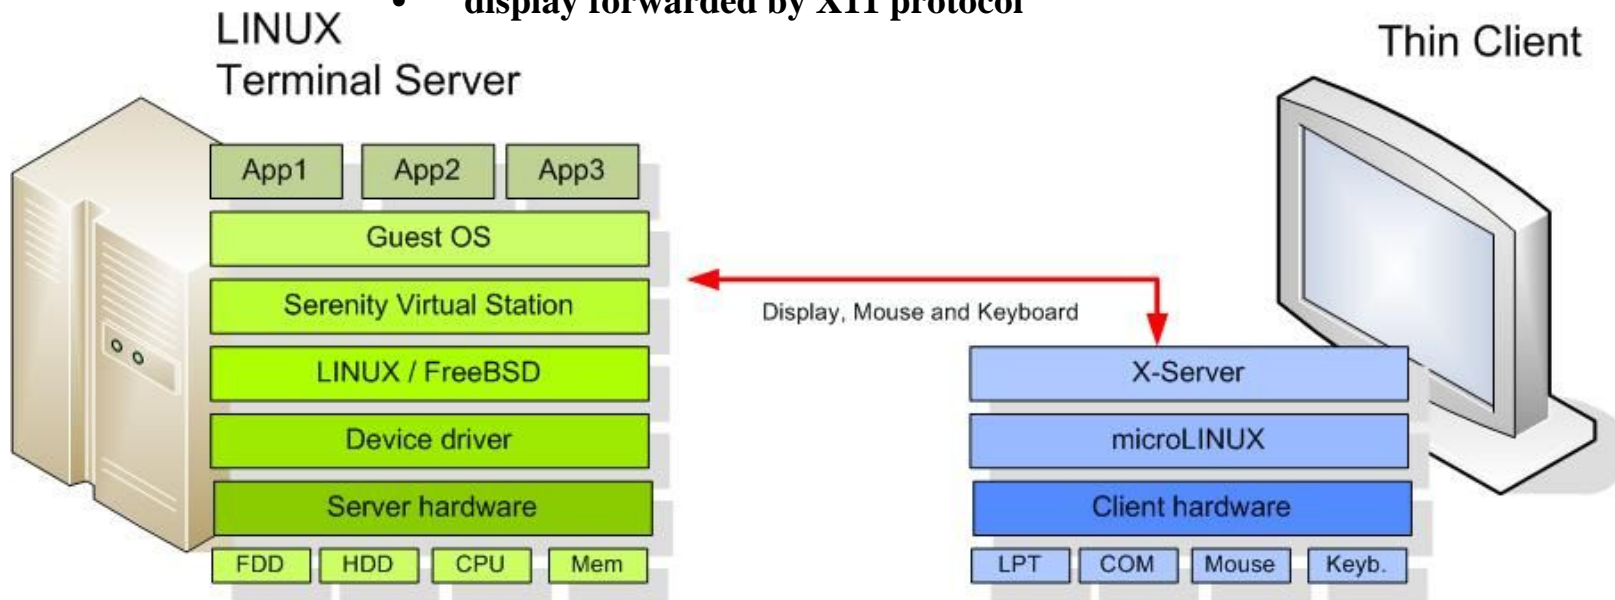 • display forwarded by X11 protocol
LINUX
Terminal Server
Thin Client
App1
App2
App3
Guest OS
Serenity Virtual Station
LINUX / FreeBSD
Device driver
Server hardware
FDD
HDD
CPU
Mem
Display, Mouse and Keyboard
X-Server
microLINUX
Client hardware
LPT
COM
Mouse
Keyb.